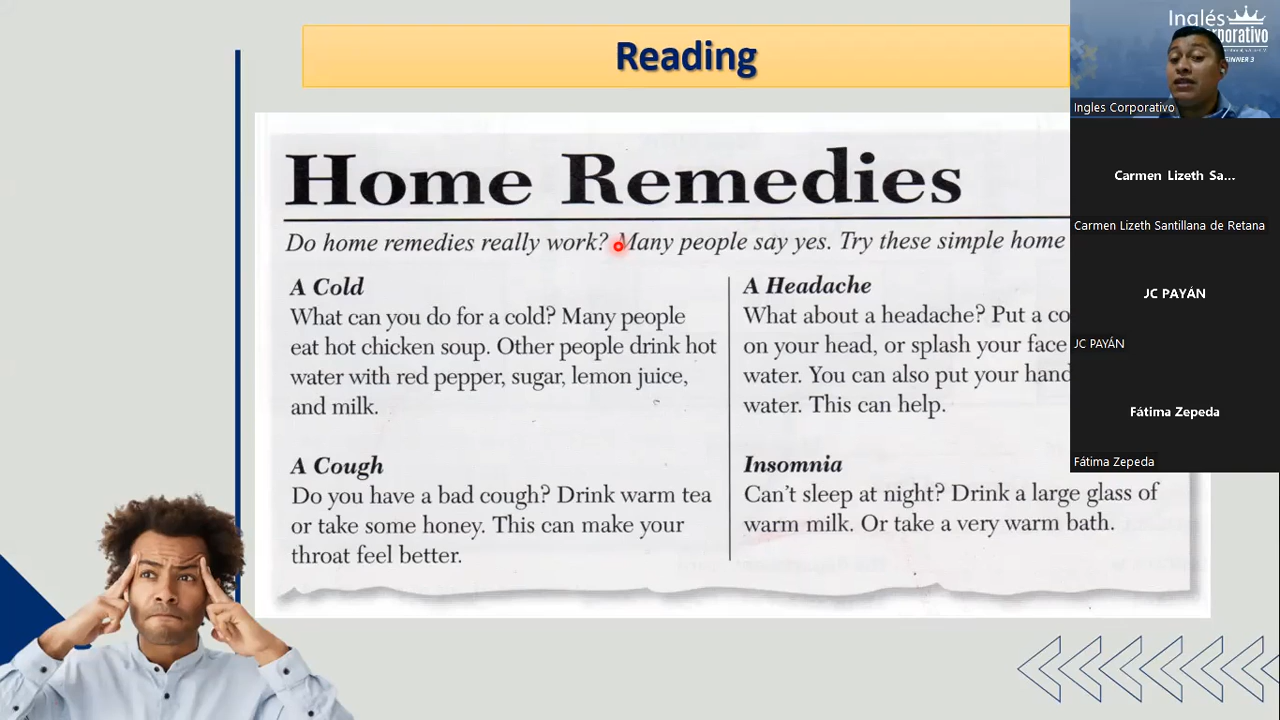 Reading
Home Remedies
Do home remedies really work? Many people say yes. Try these simple home
A Cold
What can you do for a cold? Many people
eat hot chicken soup. Other people drink hot
water with red pepper, sugar, lemon juice,
and milk.
A Cough
Do you have a bad cough? Drink warm tea
or take some honey. This can make your
throat feel better.
A Headache
What about a headache? Put a
on your head, or splash your face
water. You can also put your
water. This can help.
Insomnia
Can't sleep at night? Drink a large glass of
warm milk. Or take a very warm bath.
Inglés
Ingles Corporativo
Carmen Lizeth Sa...
Carmen Lizeth Santillana de Retana
JC PAYÁN
JC PAYÁN
Fátima Zepeda
Fátima Zepeda